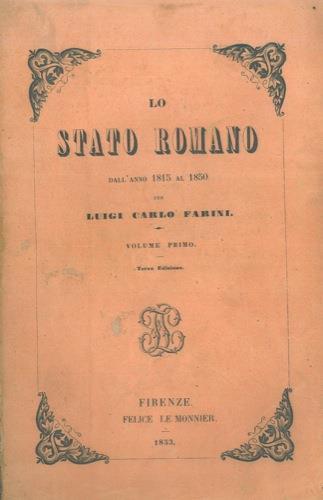 LO
STATO ROMANO
DALL'ANNO 1815 AL 1850
PER
LUIGI CARLO FARINI.
VOLUME PRIMO.
Terza Edizione.
FIRENZE.
FELICE LE MONNIER.
1853.